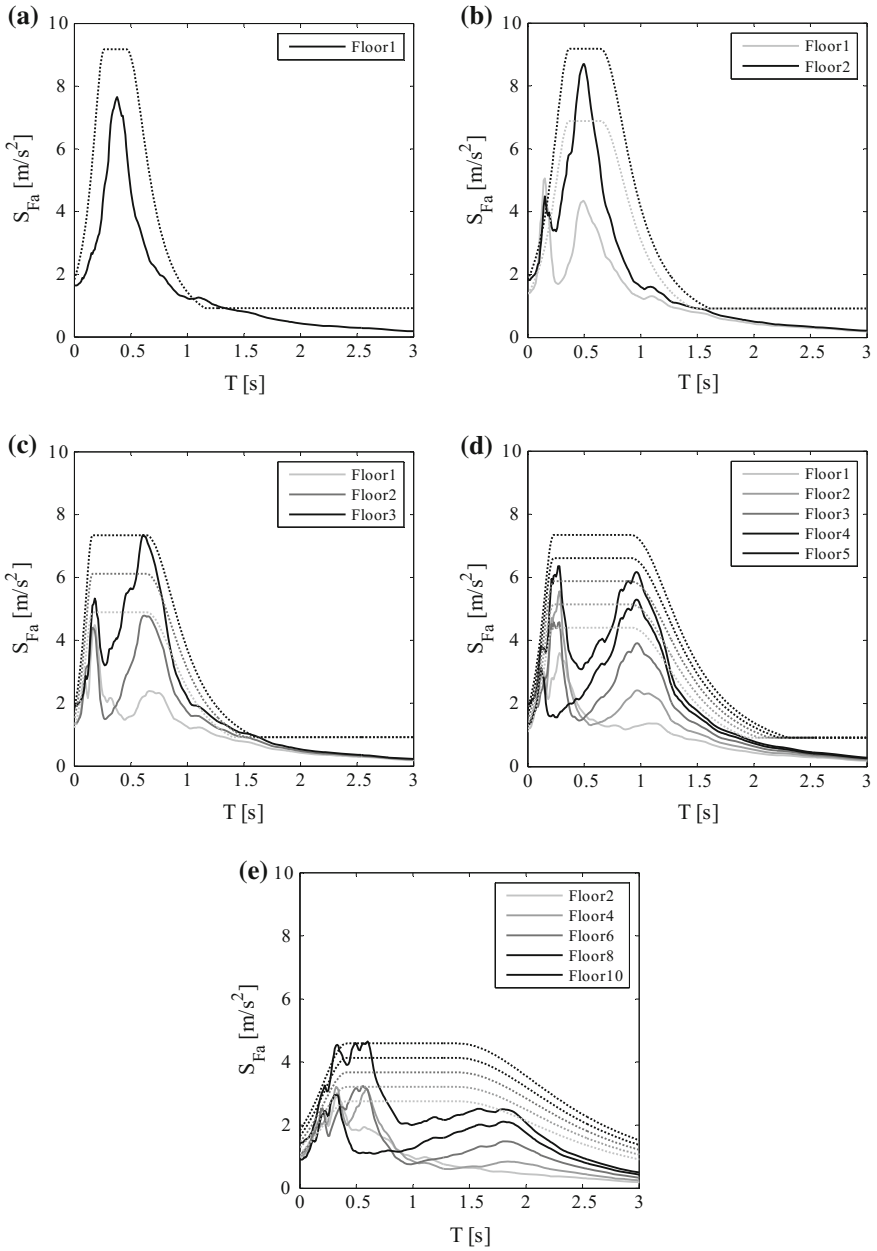 (a)
10
8
6
4
2
0
S_Fa [m/s²]
Floor1
0 0.5 1 1.5 2 2.5 3
T [s]
(b)
10
8
6
4
2
0
S_Fa [m/s²]
Floor1
Floor2
0 0.5 1 1.5 2 2.5 3
T [s]
(c)
10
8
6
4
2
0
S_Fa [m/s²]
Floor1
Floor2
Floor3
0 0.5 1 1.5 2 2.5 3
T [s]
(d)
10
8
6
4
2
0
S_Fa [m/s²]
Floor1
Floor2
Floor3
Floor4
Floor5
0 0.5 1 1.5 2 2.5 3
T [s]
(e)
10
8
6
4
2
0
S_Fa [m/s²]
Floor2
Floor4
Floor6
Floor8
Floor10
0 0.5 1 1.5 2 2.5 3
T [s]